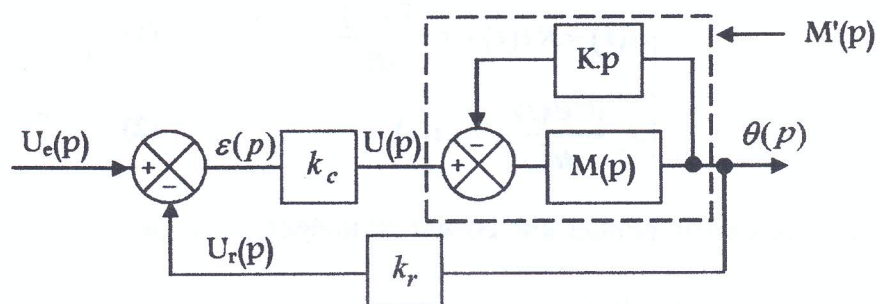 M'(p)
K.p
U_e(p)
+
−
ε(p)
k_c
U(p)
+
−
M(p)
θ(p)
U_r(p)
k_r